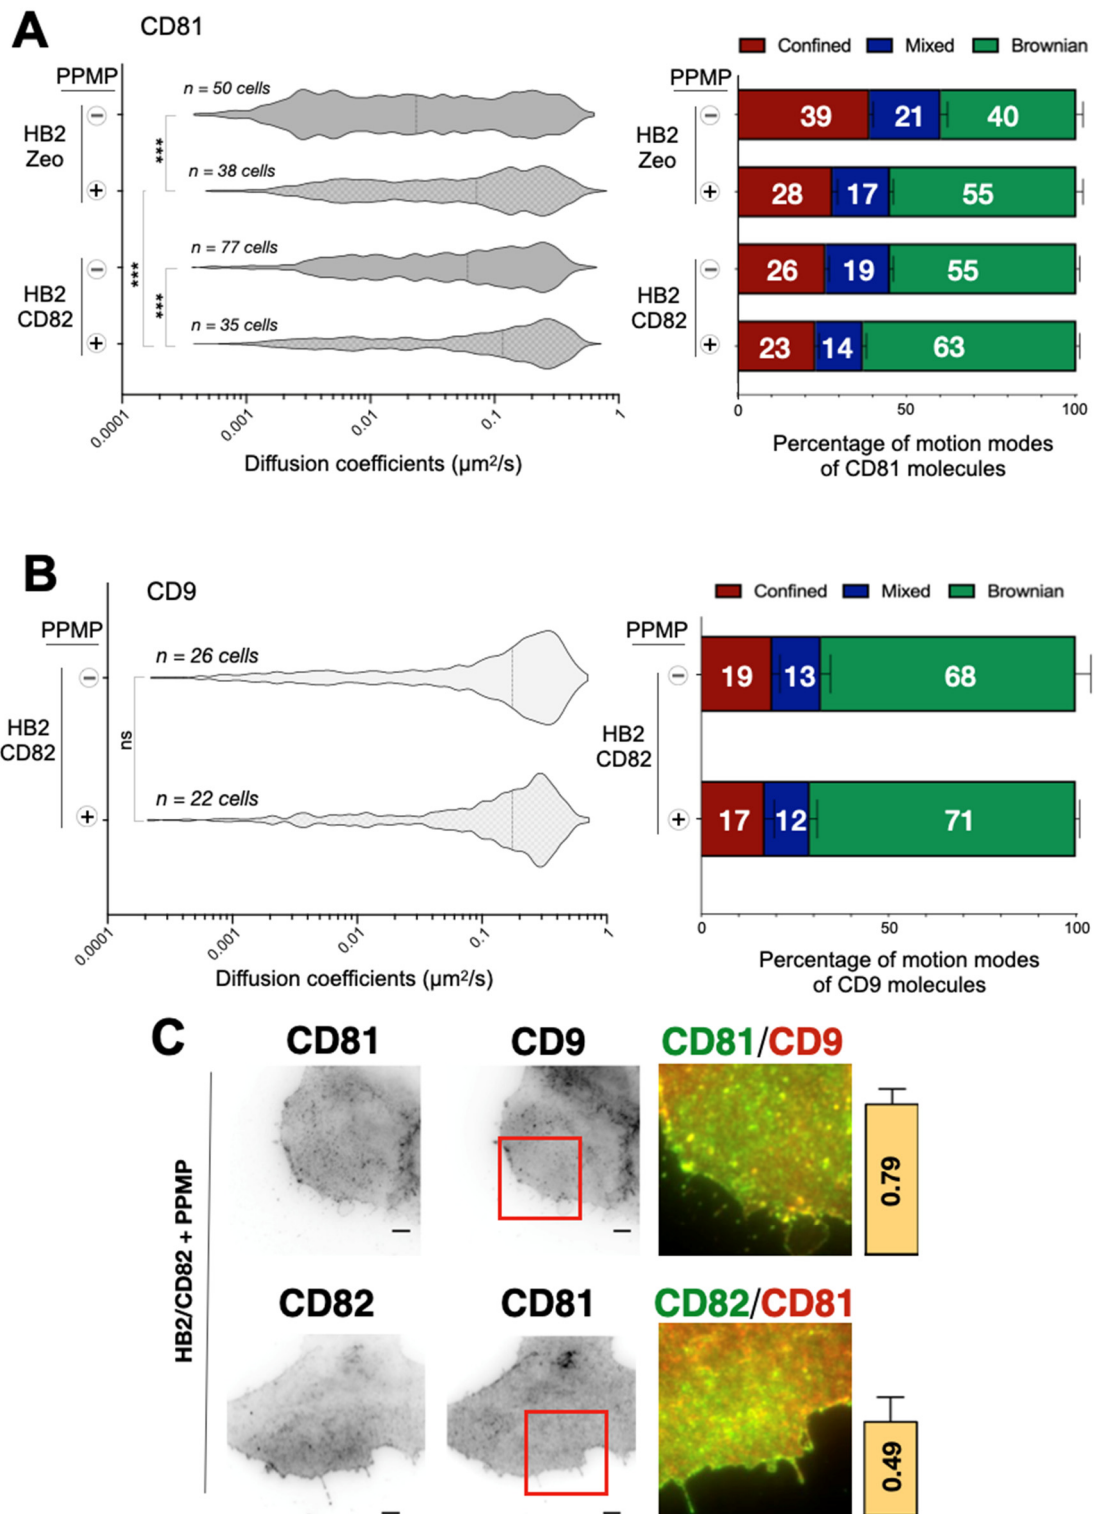 A
CD81
PPMP
HB2
Zeo
−
+
HB2
CD82
−
+
n = 50 cells
n = 38 cells
n = 77 cells
n = 35 cells
***
***
***
0.0001
0.001
0.01
0.1
1
Diffusion coefficients (µm²/s)
Confined
Mixed
Brownian
PPMP
HB2
Zeo
−
39
21
40
+
28
17
55
HB2
CD82
−
26
19
55
+
23
14
63
0
50
100
Percentage of motion modes
of CD81 molecules
B
CD9
PPMP
HB2
CD82
−
+
n = 26 cells
n = 22 cells
ns
0.0001
0.001
0.01
0.1
1
Diffusion coefficients (µm²/s)
Confined
Mixed
Brownian
PPMP
HB2
CD82
−
19
13
68
+
17
12
71
0
50
100
Percentage of motion modes
of CD9 molecules
C
HB2/CD82 + PPMP
CD81
CD9
CD81/CD9
0.79
CD82
CD81
CD82/CD81
0.49